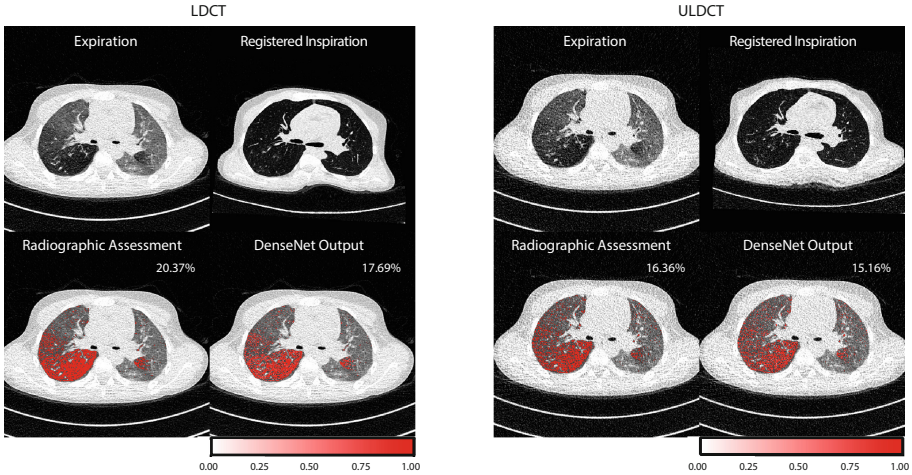 LDCT
Expiration
Registered Inspiration
Radiographic Assessment
20.37%
DenseNet Output
17.69%
0.00 0.25 0.50 0.75 1.00
ULDCT
Expiration
Registered Inspiration
Radiographic Assessment
16.36%
DenseNet Output
15.16%
0.00 0.25 0.50 0.75 1.00